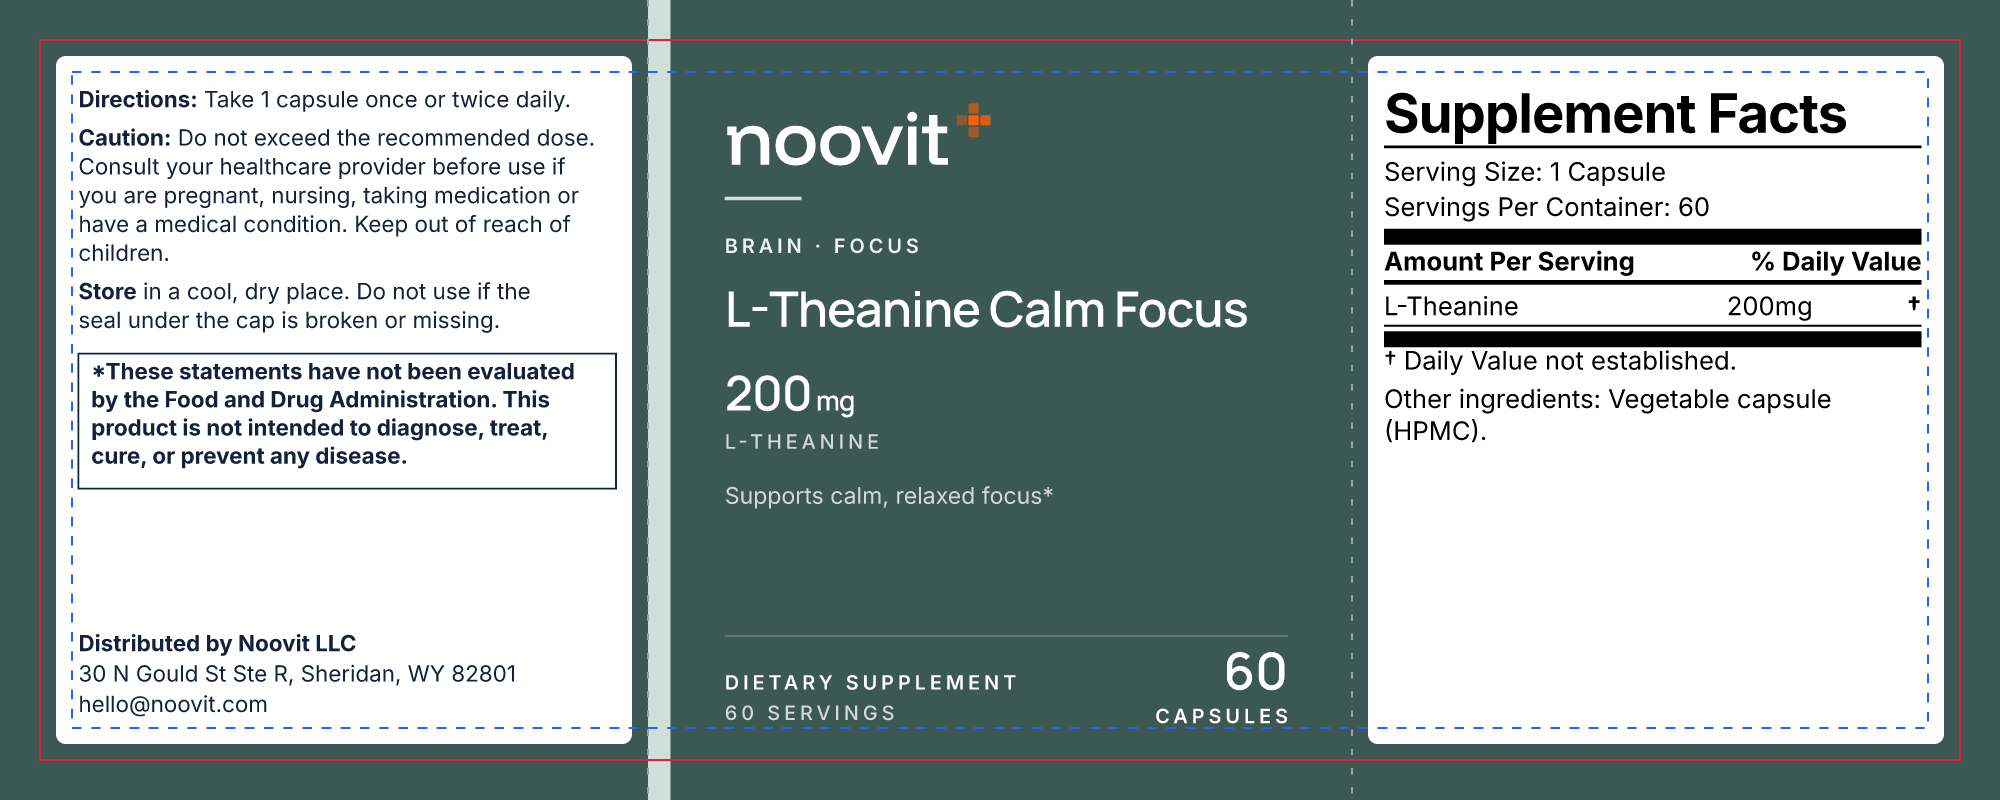 Directions: Take 1 capsule once or twice daily.
Caution: Do not exceed the recommended dose.
Consult your healthcare provider before use if
you are pregnant, nursing, taking medication or
have a medical condition. Keep out of reach of
children.
Store in a cool, dry place. Do not use if the
seal under the cap is broken or missing.
*These statements have not been evaluated
by the Food and Drug Administration. This
product is not intended to diagnose, treat,
cure, or prevent any disease.
Distributed by Noovit LLC
30 N Gould St Ste R, Sheridan, WY 82801
hello@noovit.com
noovit
BRAIN · FOCUS
L-Theanine Calm Focus
200 mg
L-THEANINE
Supports calm, relaxed focus*
DIETARY SUPPLEMENT
60 SERVINGS
60
CAPSULES
Supplement Facts
Serving Size: 1 Capsule
Servings Per Container: 60
Amount Per Serving % Daily Value
L-Theanine 200mg †
† Daily Value not established.
Other ingredients: Vegetable capsule
(HPMC).